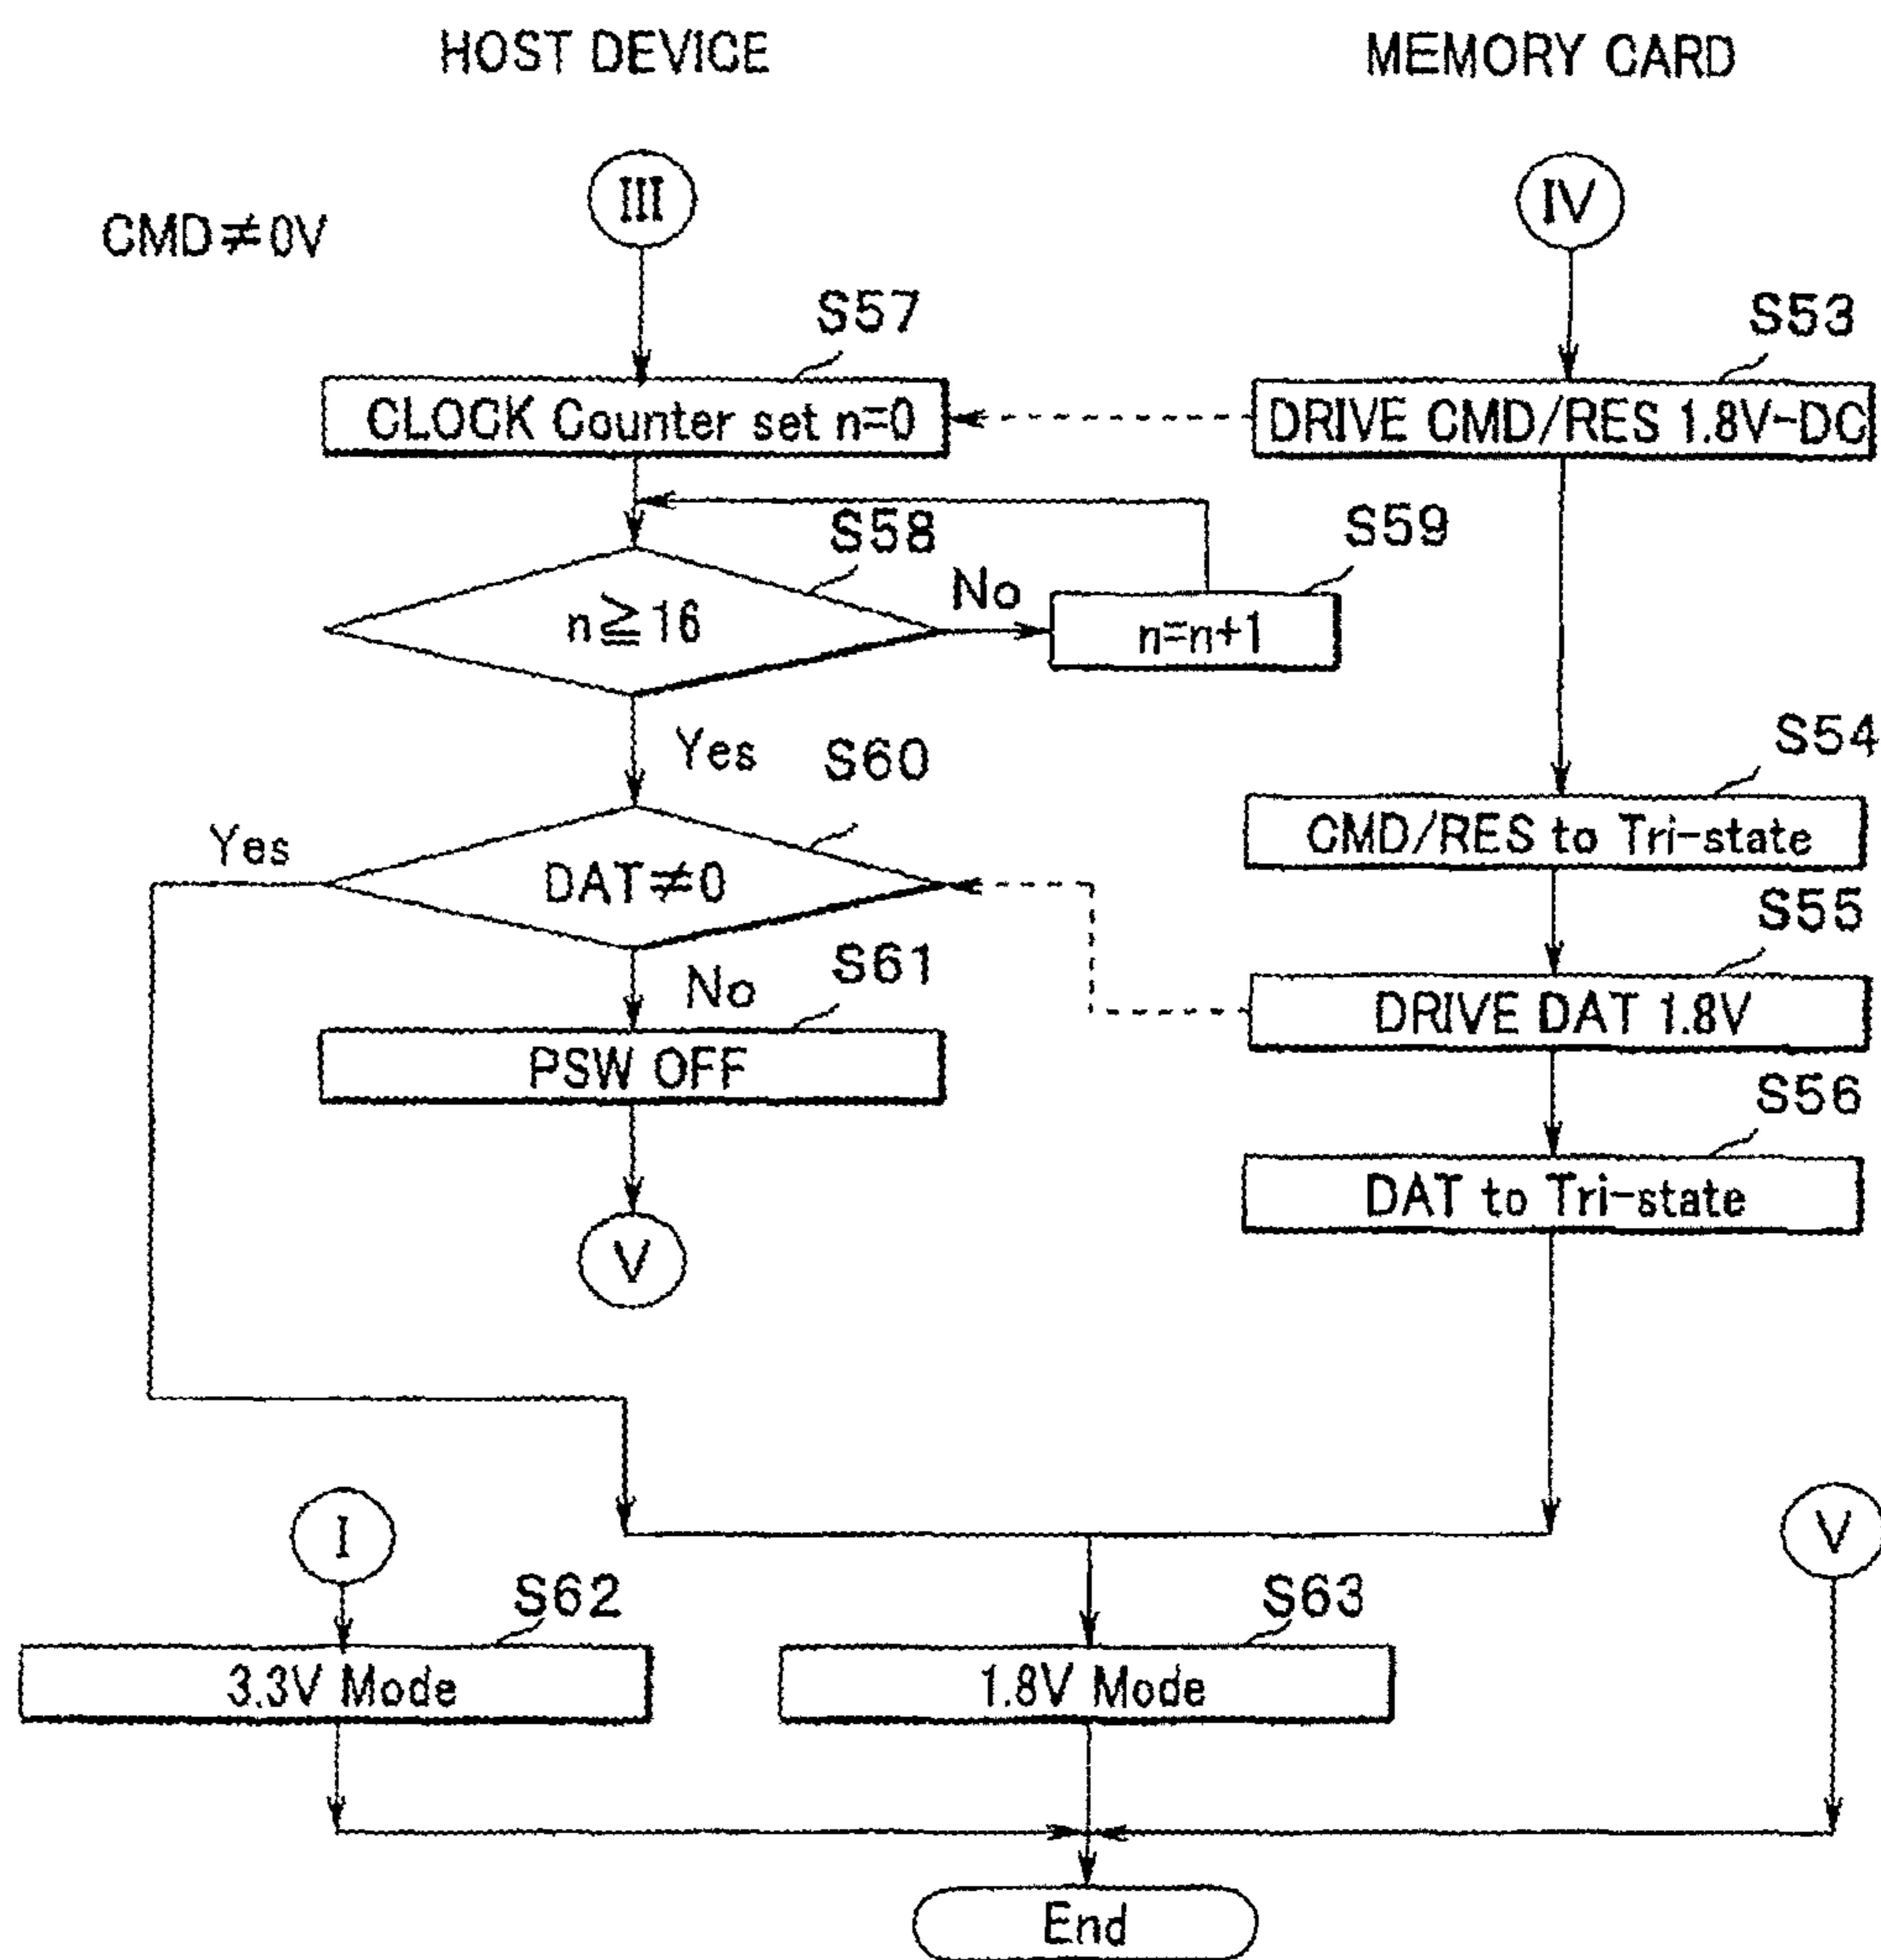 HOST DEVICE
MEMORY CARD
III
IV
CMD≠0V
S57
S53
CLOCK Counter set n=0
DRIVE CMD/RES 1.8V-DC
S58
S59
No
n≧16
n=n+1
Yes
S60
S54
CMD/RES to Tri-state
Yes
DAT≠0
S55
No
S61
DRIVE DAT 1.8V
PSW OFF
S56
DAT to Tri-state
V
I
V
S62
S63
3.3V Mode
1.8V Mode
End